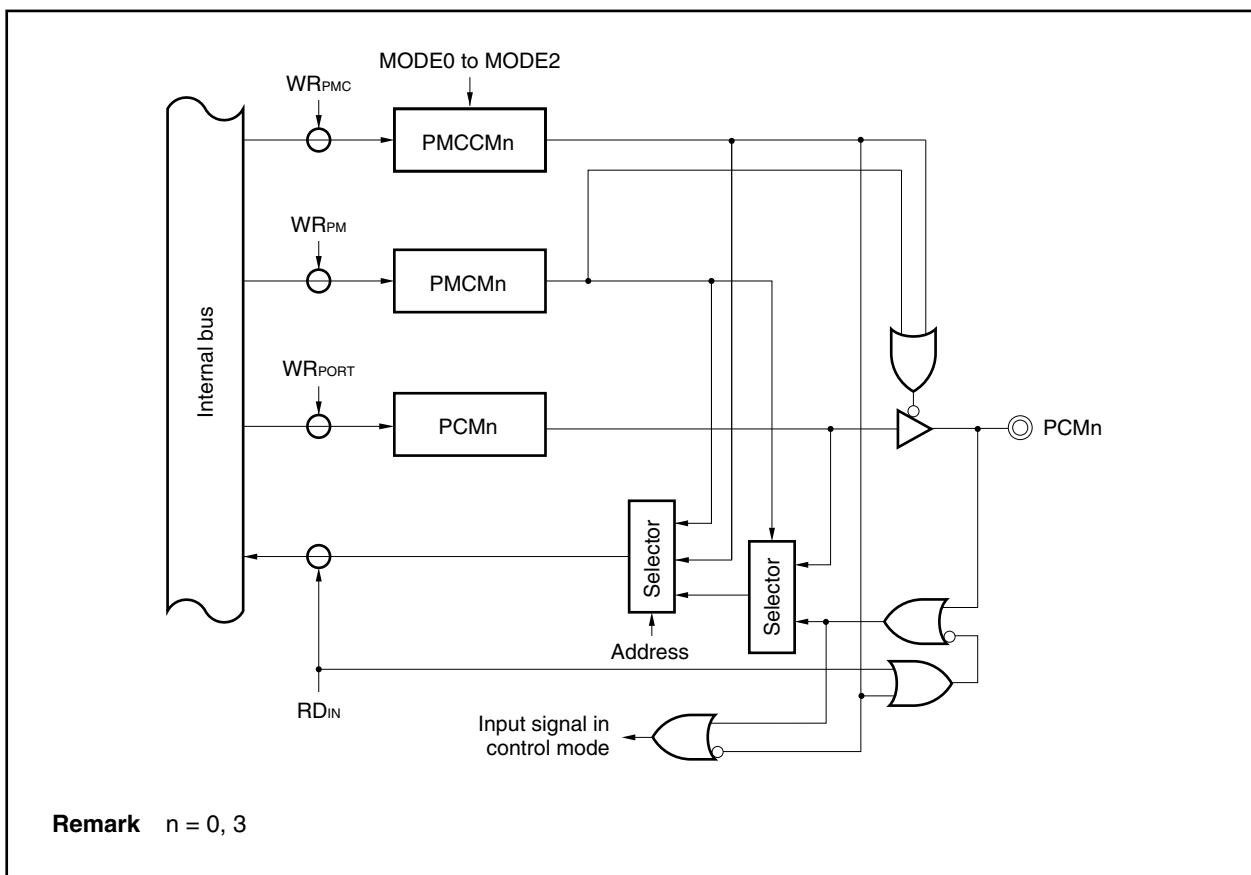 MODE0 to MODE2
WRPMC
PMCCMn
WRPM
PMCMn
Internal bus
WRPORT
PCMn
PCMn
Selector
Selector
Address
RDIN
Input signal in
control mode
Remark n = 0, 3